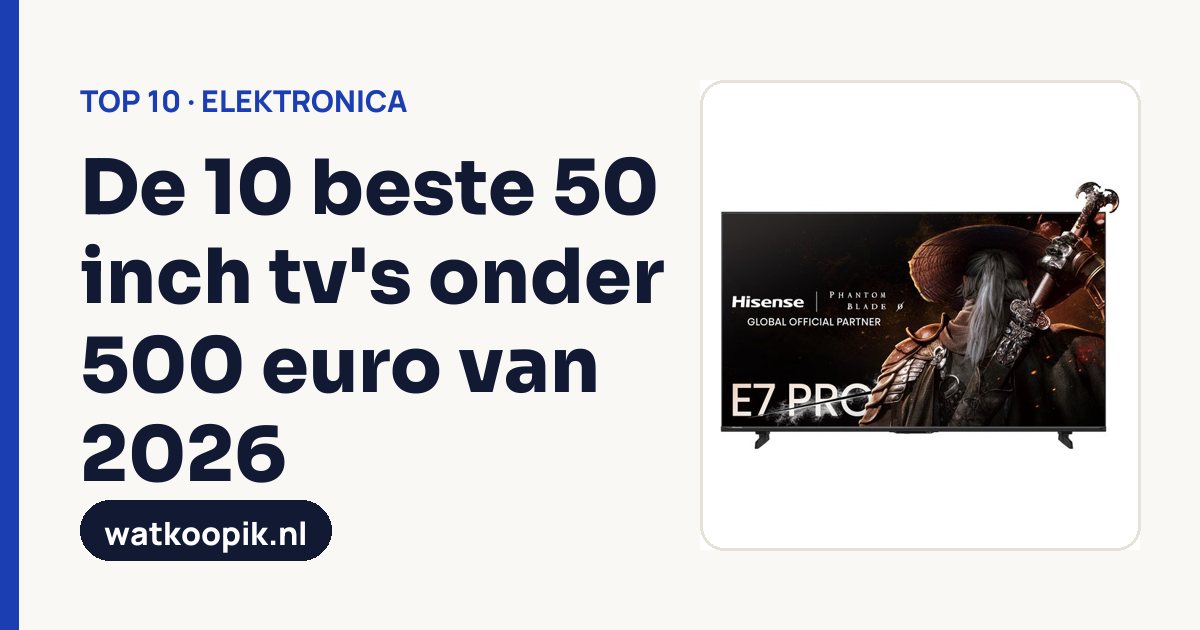 TOP 10 · ELEKTRONICA
De 10 beste 50
inch tv's onder
500 euro van
2026
watkoopik.nl
Hisense | PHANTOM
BLADE 0
GLOBAL OFFICIAL PARTNER
E7 PRO